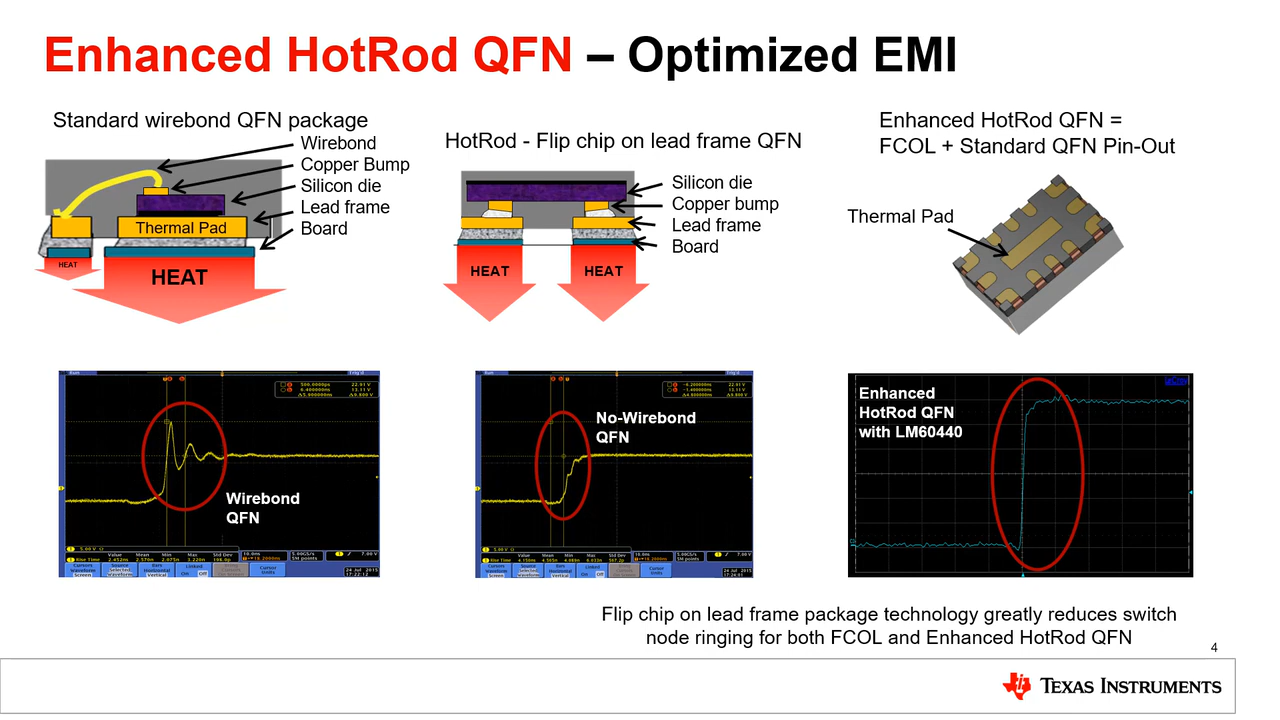 Enhanced HotRod QFN – Optimized EMI
Standard wirebond QFN package
Wirebond
Copper Bump
Silicon die
Lead frame
Board
Thermal Pad
HEAT
HEAT
HotRod - Flip chip on lead frame QFN
Silicon die
Copper bump
Lead frame
Board
HEAT
HEAT
Enhanced HotRod QFN =
FCOL + Standard QFN Pin-Out
Thermal Pad
Wirebond
QFN
No-Wirebond
QFN
Enhanced
HotRod QFN
with LM60440
Flip chip on lead frame package technology greatly reduces switch
node ringing for both FCOL and Enhanced HotRod QFN
4
TEXAS INSTRUMENTS